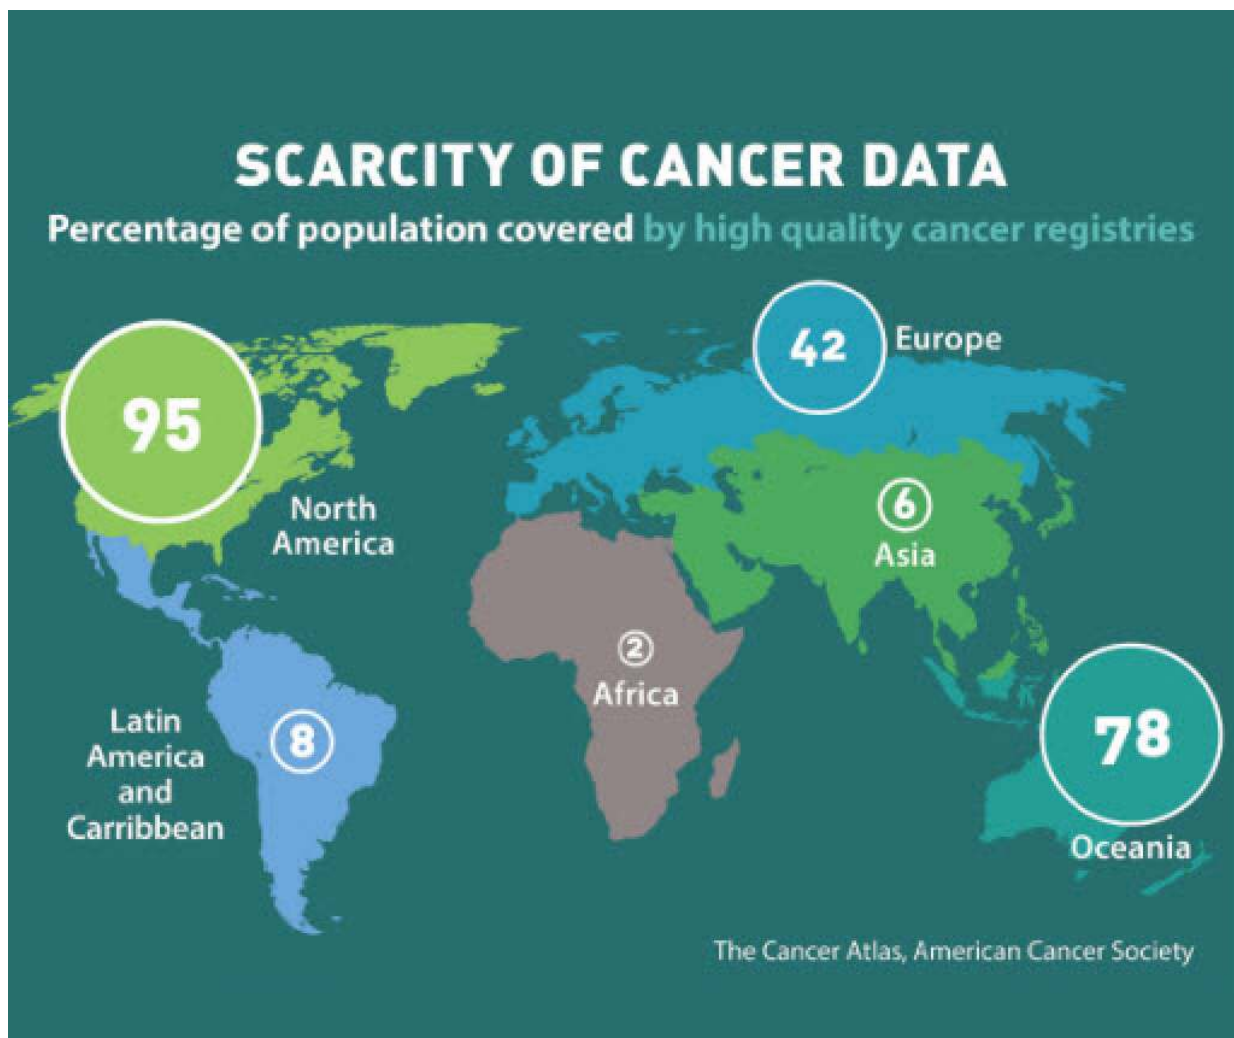 SCARCITY OF CANCER DATA
Percentage of population covered by high quality cancer registries
42
Europe
95
North
America
6
Asia
2
Africa
Latin
America
and
Carribbean
8
78
Oceania
The Cancer Atlas, American Cancer Society